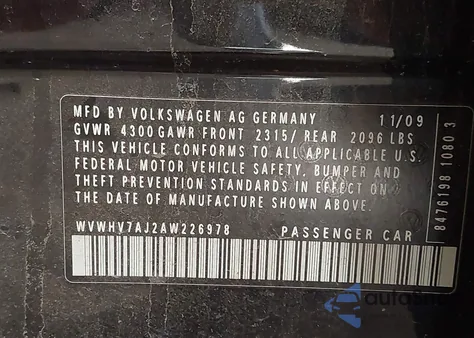 MFD BY VOLKSWAGEN AG GERMANY 11/09
GVWR 4300 GAWR FRONT 2315/ REAR 2096 LBS
THIS VEHICLE CONFORMS TO ALL APPLICABLE U.S.
FEDERAL MOTOR VEHICLE SAFETY, BUMPER AND
THEFT PREVENTION STANDARDS IN EFFECT ON
THE DATE OF MANUFACTURE SHOWN ABOVE.
WVWHV7AJ2AW226978 PASSENGER CAR
8476198 1080 3